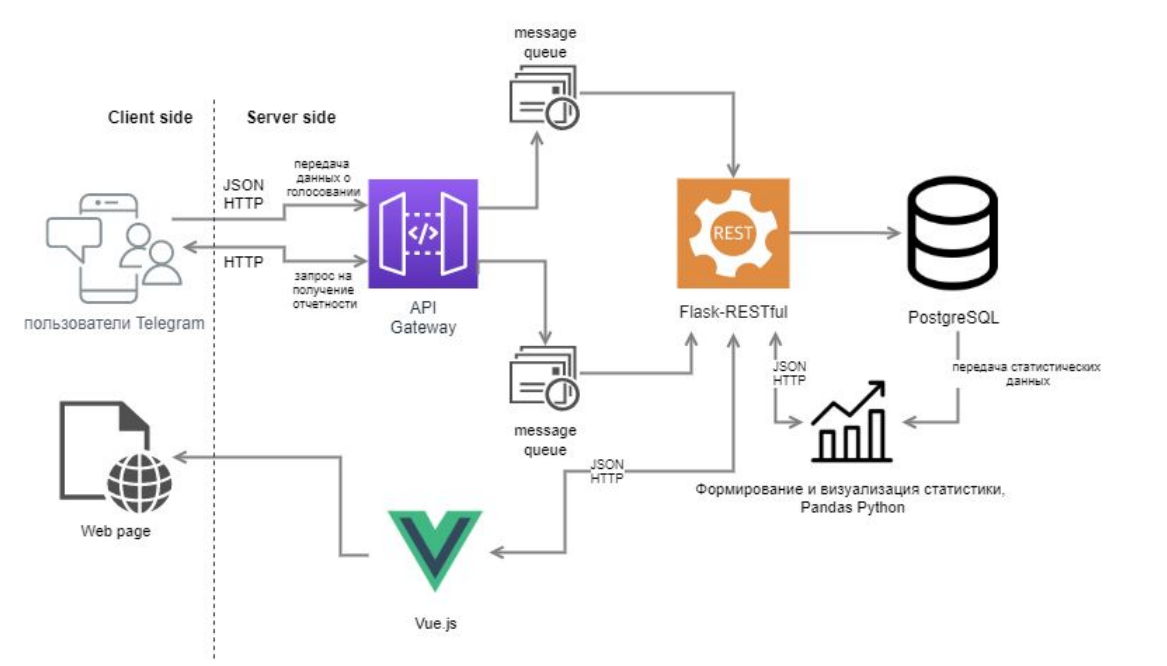 message
queue
Client side
Server side
передача
данных о
голосовании
JSON
HTTP
</>
REST
HTTP
запрос на
получение
отчетности
API
Gateway
Flask-RESTful
PostgreSQL
пользователи Telegram
JSON
HTTP
передача статистических
данных
message
queue
JSON
HTTP
Формирование и визуализация статистики,
Pandas Python
Web page
Vue.js